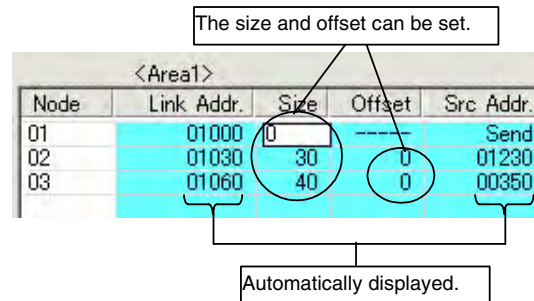 The size and offset can be set.
<Area1>
Node Link Addr. Size Offset Src Addr.
01 01000 0 ----- Send
02 01030 30 0 01230
03 01060 40 0 00350
Automatically displayed.